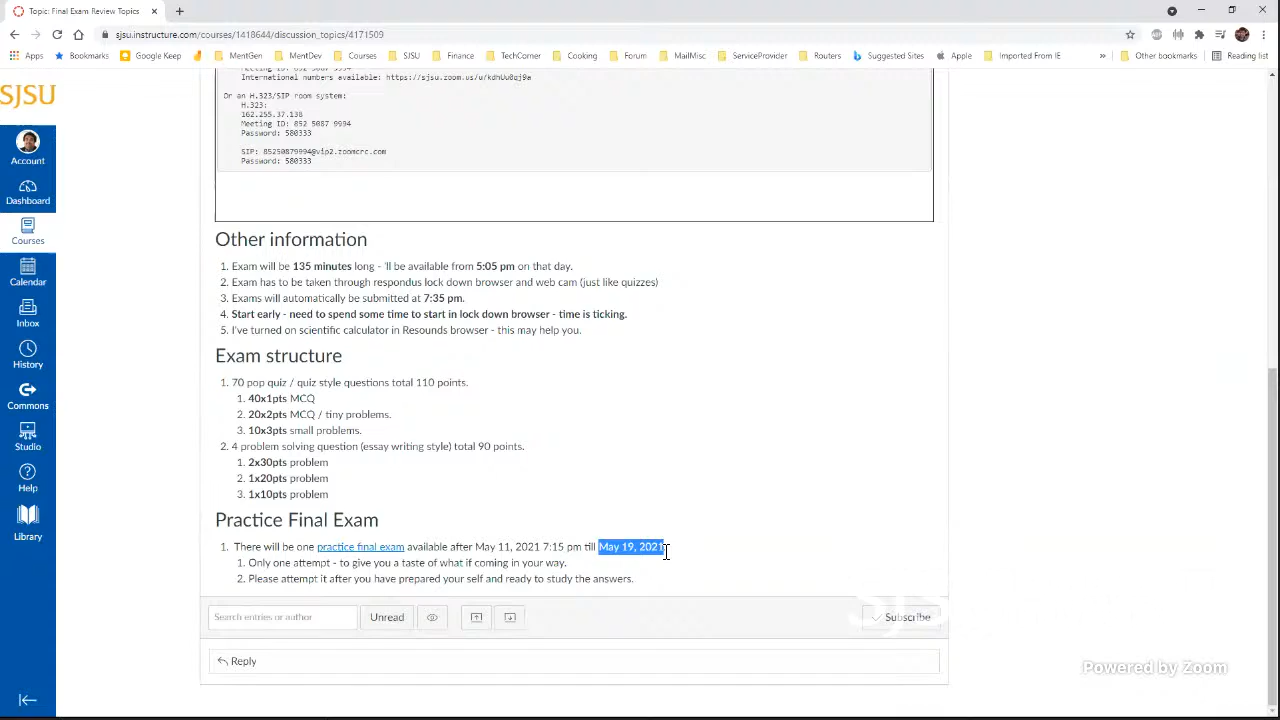 Topic: Final Exam Review Topics
sjsu.instructure.com/courses/1418644/discussion_topics/4171509
Apps
Bookmarks
Google Keep
MentGen
MentDev
Courses
SJSU
Finance
TechCorner
Cooking
Forum
MailMisc
ServiceProvider
Routers
Suggested Sites
Apple
Imported From IE
»
Other bookmarks
Reading list
SJSU
Account
Dashboard
Courses
Calendar
Inbox
History
Commons
Studio
Help
Library
International numbers available: https://sjsu.zoom.us/u/kdhUu0qj9a
Or an H.323/SIP room system:
H.323:
162.255.37.138
Meeting ID: 852 5087 9994
Password: 580333
SIP: 85250879994@vip2.zoomcrc.com
Password: 580333
Other information
1. Exam will be 135 minutes long - 'll be available from 5:05 pm on that day.
2. Exam has to be taken through respondus lock down browser and web cam (just like quizzes)
3. Exams will automatically be submitted at 7:35 pm.
4. Start early - need to spend some time to start in lock down browser - time is ticking.
5. I've turned on scientific calculator in Resounds browser - this may help you.
Exam structure
1. 70 pop quiz / quiz style questions total 110 points.
1. 40x1pts MCQ
2. 20x2pts MCQ / tiny problems.
3. 10x3pts small problems.
2. 4 problem solving question (essay writing style) total 90 points.
1. 2x30pts problem
2. 1x20pts problem
3. 1x10pts problem
Practice Final Exam
1. There will be one practice final exam available after May 11, 2021 7:15 pm till May 19, 2021
1. Only one attempt - to give you a taste of what if coming in your way.
2. Please attempt it after you have prepared your self and ready to study the answers.
Search entries or author
Unread
Subscribe
Reply
Powered by Zoom